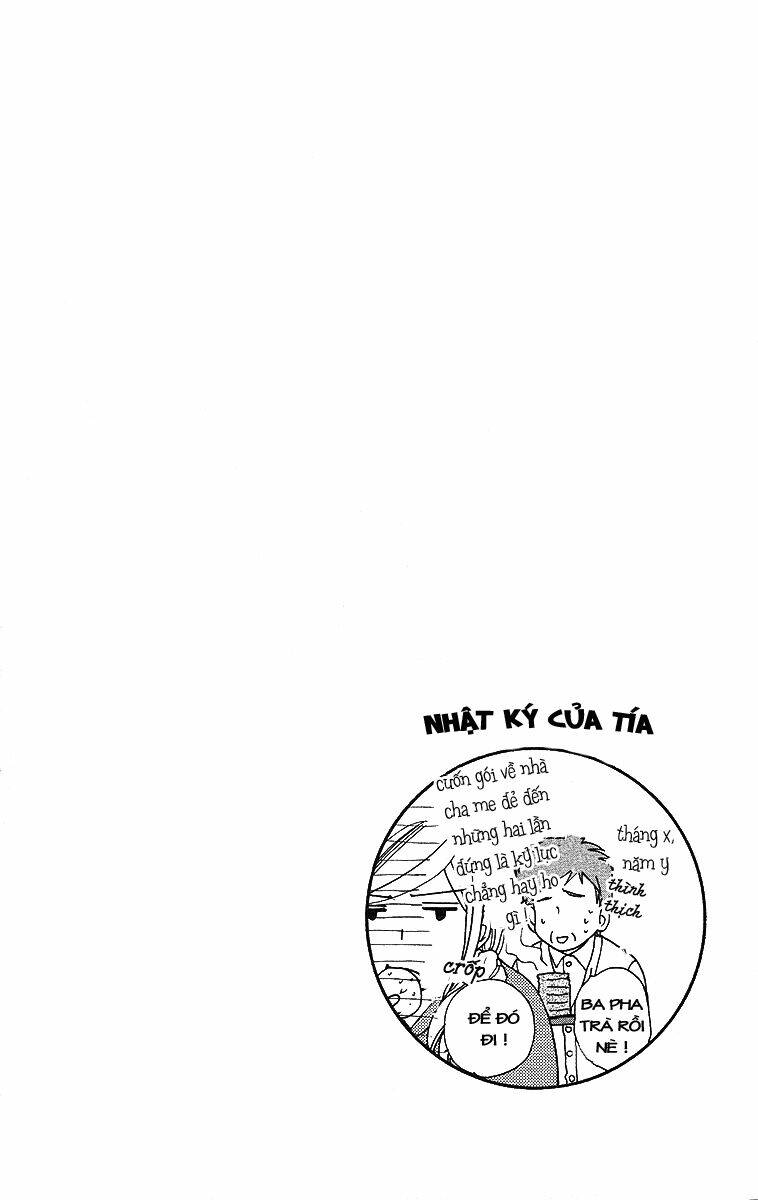 NHẬT KÝ CỦA TÍA
cuốn gói về nhà
cha mẹ đẻ đến
những hai lần
đúng là kỷ lục
chẳng hay ho
gì !
tháng x,
năm y
thình
thịch
crốp
BA PHA
TRÀ RỒI
NÈ !
ĐỂ ĐÓ
ĐI !